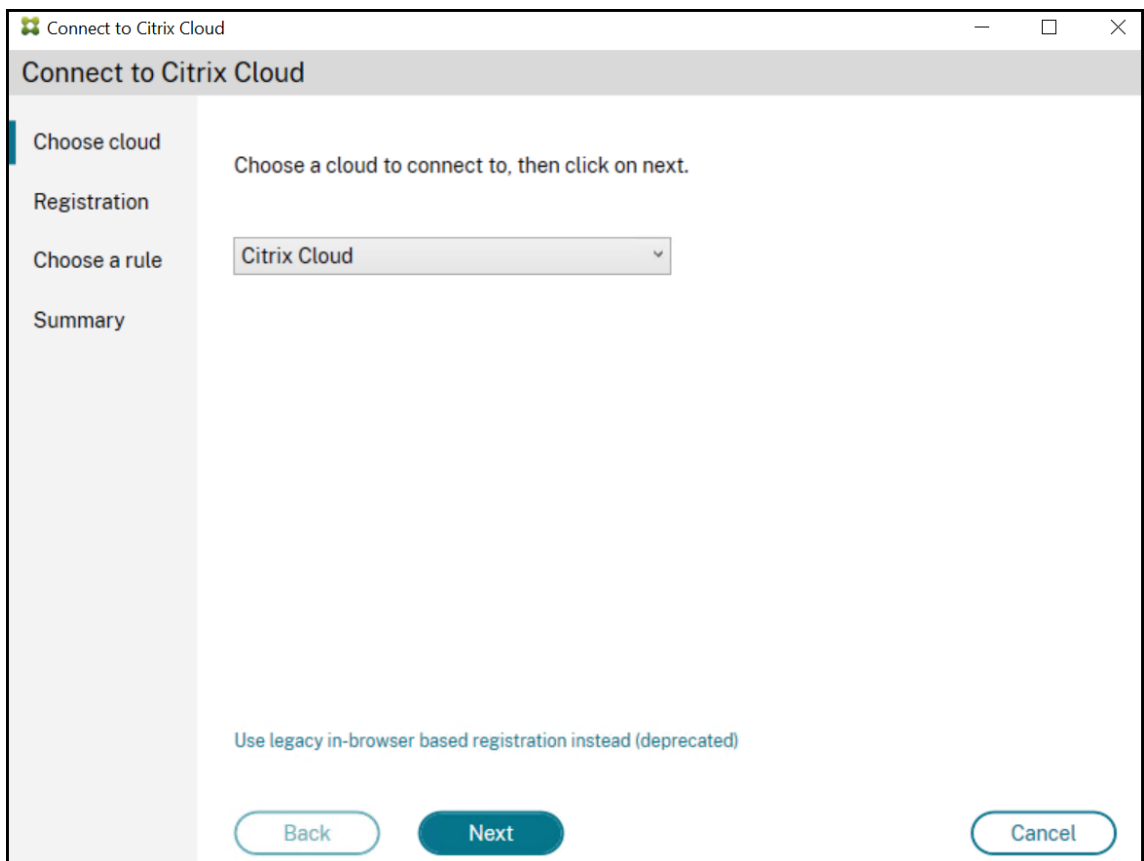 Connect to Citrix Cloud
Connect to Citrix Cloud
Choose cloud
Registration
Choose a rule
Summary
Choose a cloud to connect to, then click on next.
Citrix Cloud
Use legacy in-browser based registration instead (deprecated)
Back
Next
Cancel